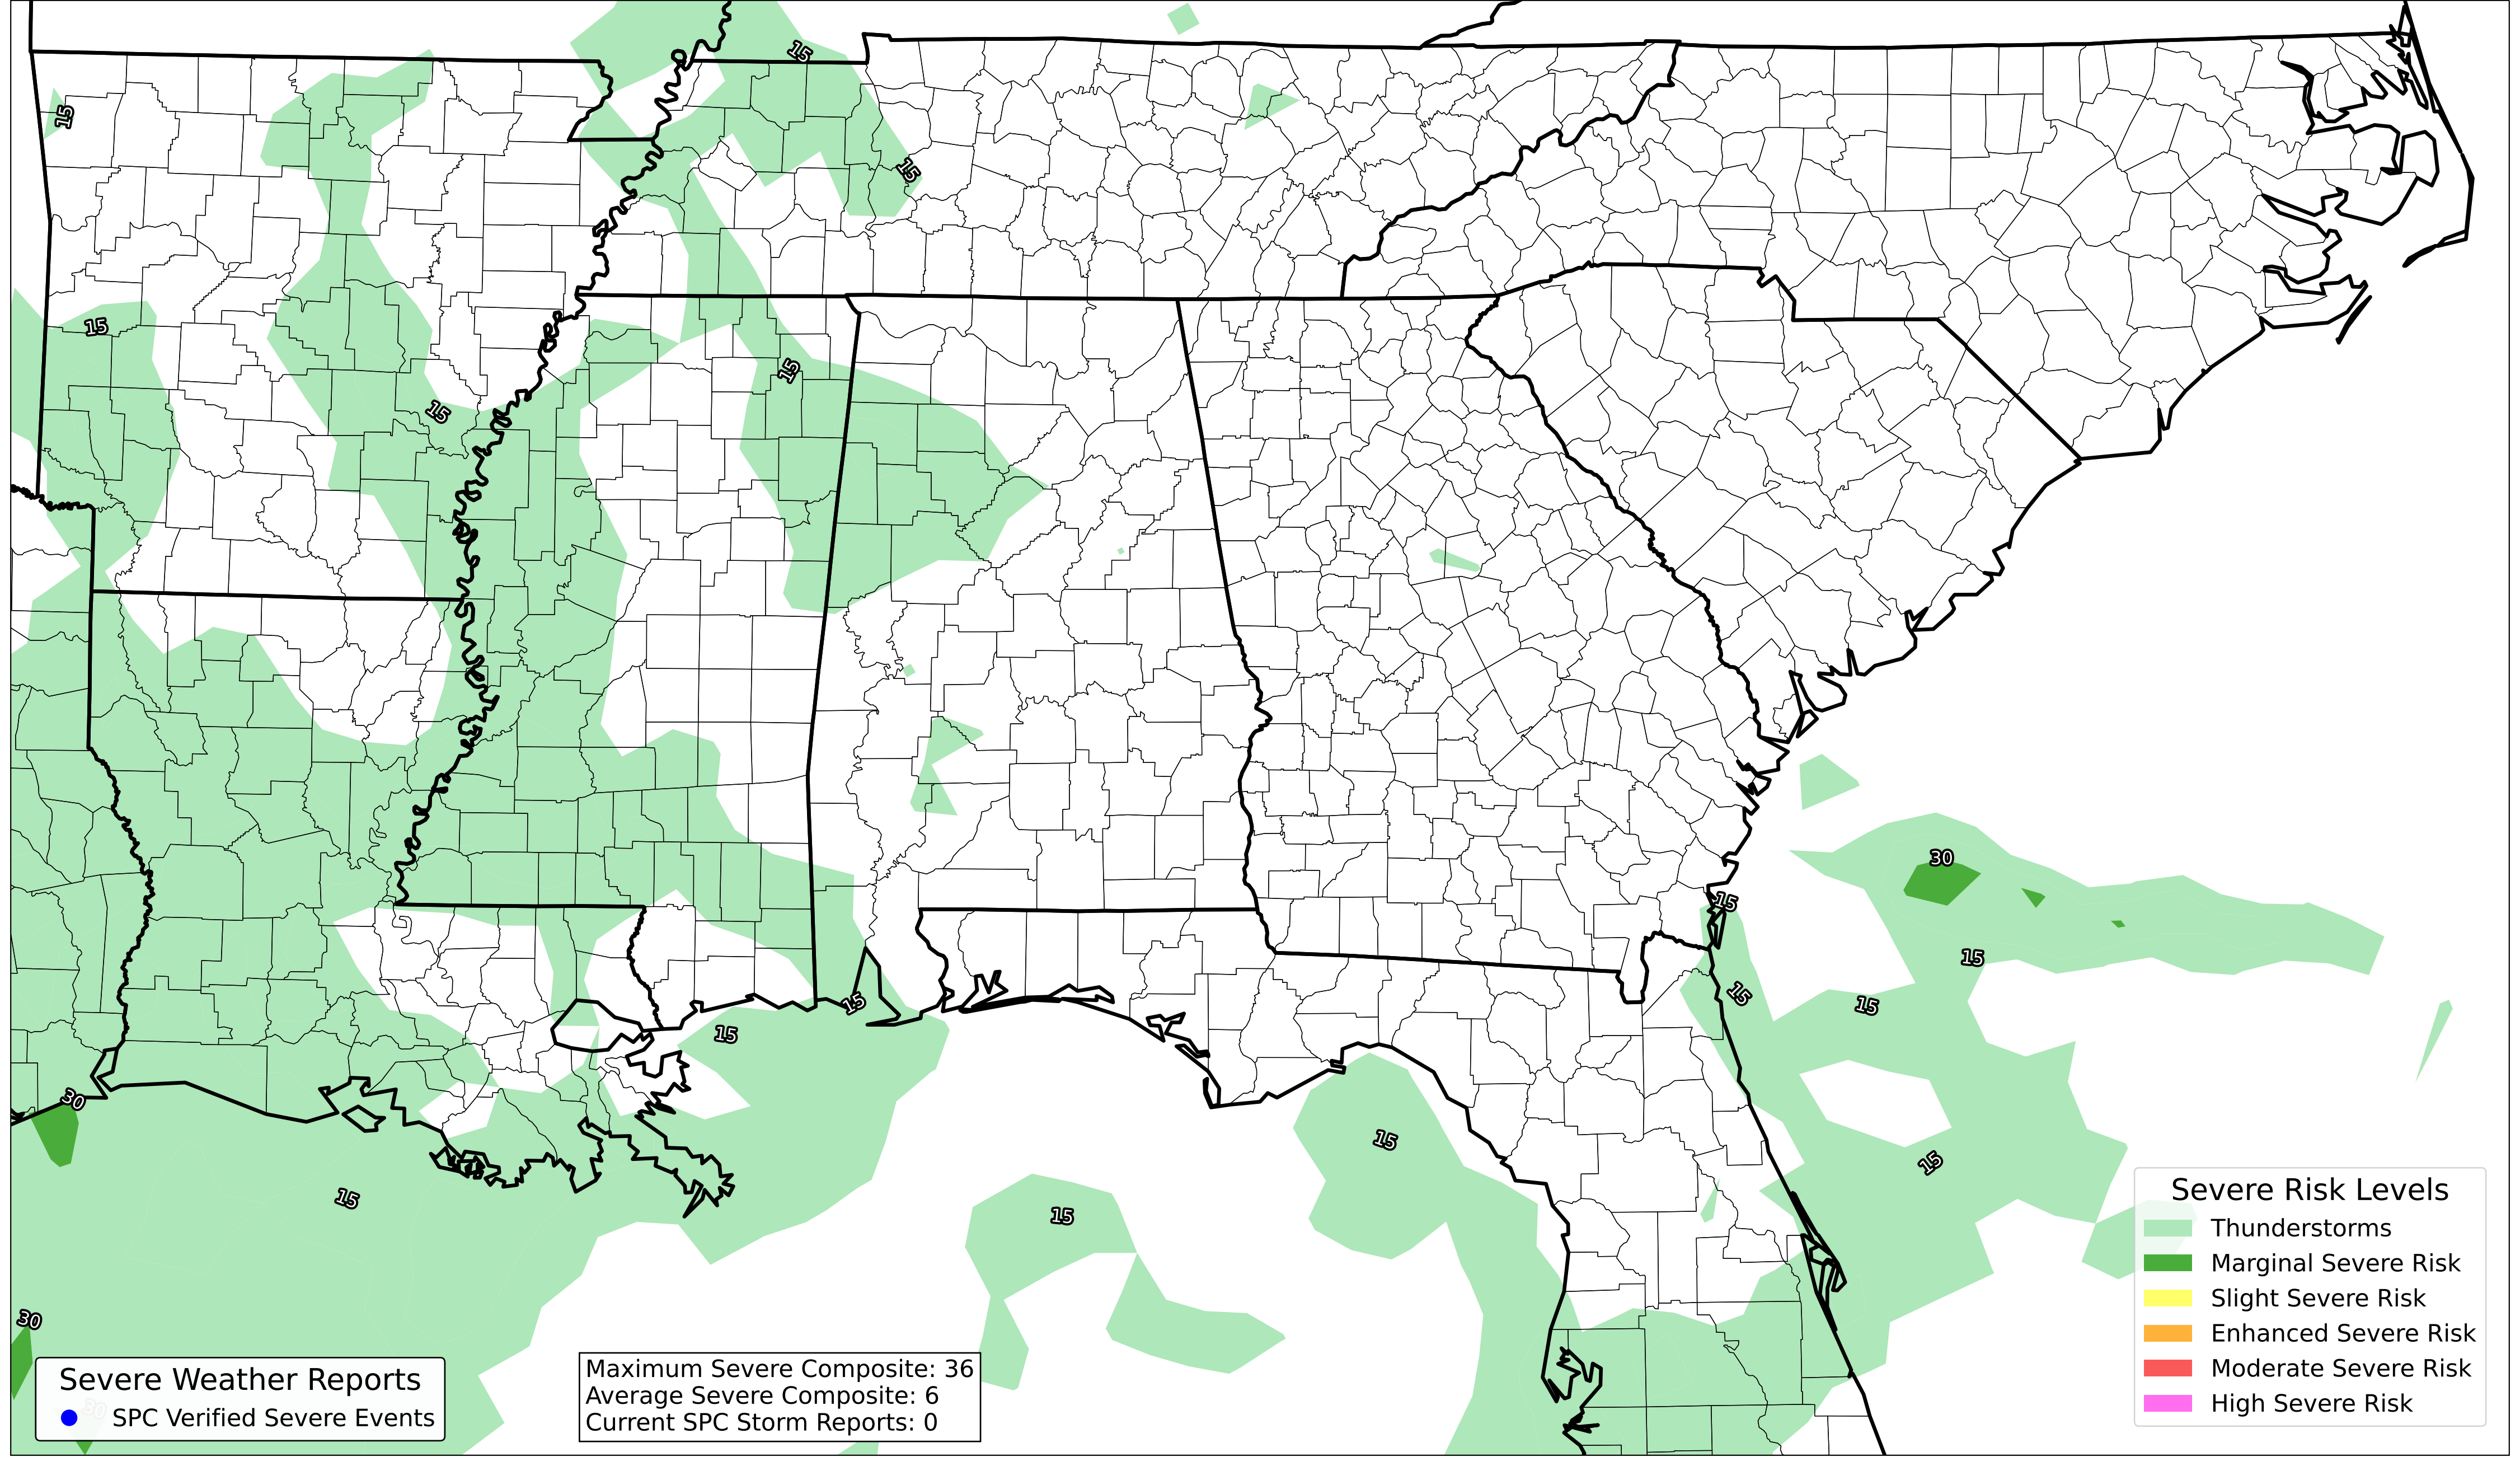 15
15
15
15
15
15
30
15
15
15
15
15
15
30
15
15
15
15
30
30
Severe Weather Reports
SPC Verified Severe Events
Maximum Severe Composite: 36
Average Severe Composite: 6
Current SPC Storm Reports: 0
Severe Risk Levels
Thunderstorms
Marginal Severe Risk
Slight Severe Risk
Enhanced Severe Risk
Moderate Severe Risk
High Severe Risk